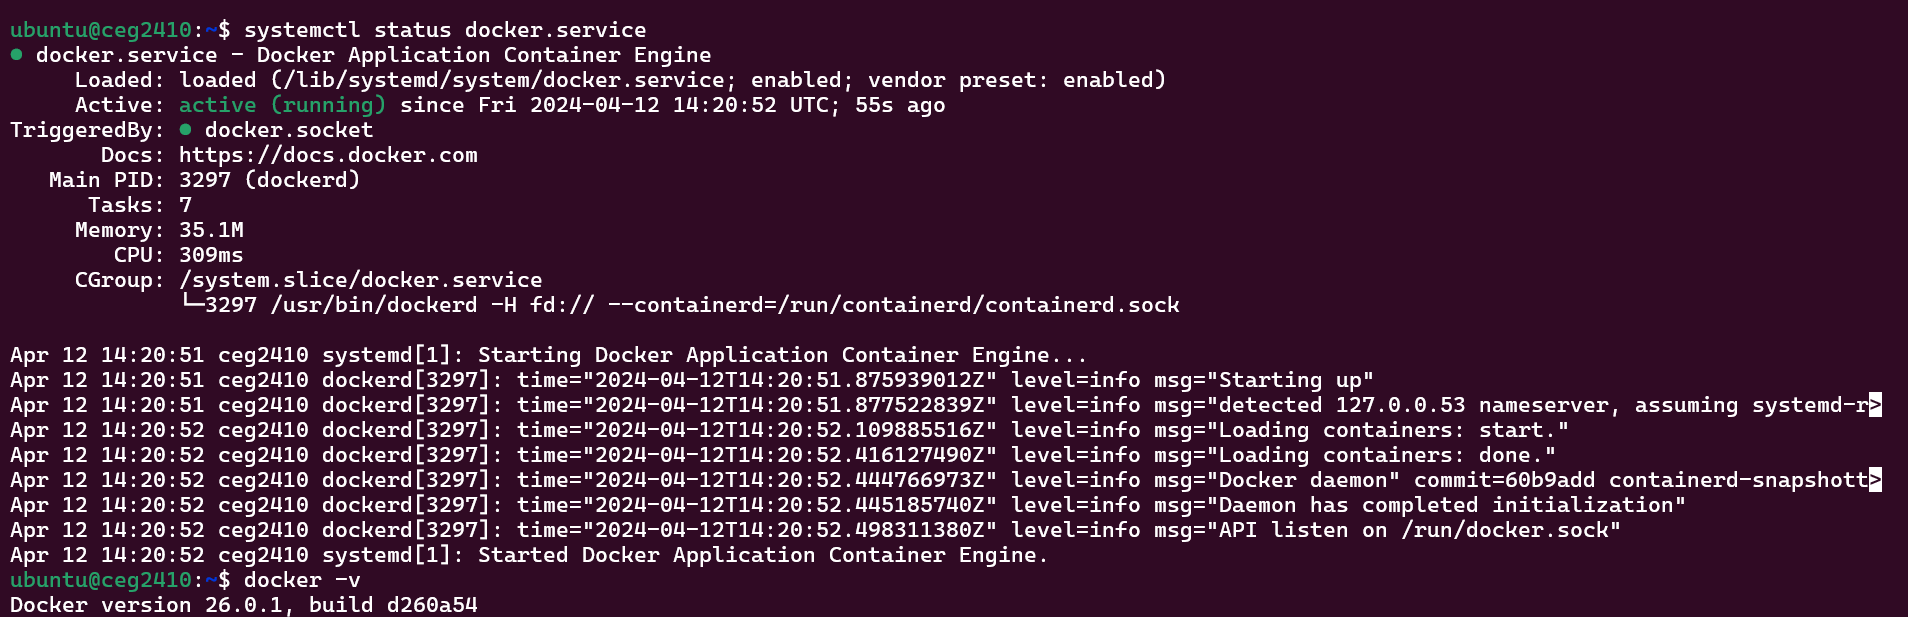 ubuntu@ceg2410:~$ systemctl status docker.service
● docker.service - Docker Application Container Engine
     Loaded: loaded (/lib/systemd/system/docker.service; enabled; vendor preset: enabled)
     Active: active (running) since Fri 2024-04-12 14:20:52 UTC; 55s ago
TriggeredBy: ● docker.socket
       Docs: https://docs.docker.com
   Main PID: 3297 (dockerd)
      Tasks: 7
     Memory: 35.1M
        CPU: 309ms
     CGroup: /system.slice/docker.service
             └─3297 /usr/bin/dockerd -H fd:// --containerd=/run/containerd/containerd.sock

Apr 12 14:20:51 ceg2410 systemd[1]: Starting Docker Application Container Engine...
Apr 12 14:20:51 ceg2410 dockerd[3297]: time="2024-04-12T14:20:51.875939012Z" level=info msg="Starting up"
Apr 12 14:20:51 ceg2410 dockerd[3297]: time="2024-04-12T14:20:51.877522839Z" level=info msg="detected 127.0.0.53 nameserver, assuming systemd-r>
Apr 12 14:20:52 ceg2410 dockerd[3297]: time="2024-04-12T14:20:52.109885516Z" level=info msg="Loading containers: start."
Apr 12 14:20:52 ceg2410 dockerd[3297]: time="2024-04-12T14:20:52.416127490Z" level=info msg="Loading containers: done."
Apr 12 14:20:52 ceg2410 dockerd[3297]: time="2024-04-12T14:20:52.444766973Z" level=info msg="Docker daemon" commit=60b9add containerd-snapshott>
Apr 12 14:20:52 ceg2410 dockerd[3297]: time="2024-04-12T14:20:52.445185740Z" level=info msg="Daemon has completed initialization"
Apr 12 14:20:52 ceg2410 dockerd[3297]: time="2024-04-12T14:20:52.498311380Z" level=info msg="API listen on /run/docker.sock"
Apr 12 14:20:52 ceg2410 systemd[1]: Started Docker Application Container Engine.
ubuntu@ceg2410:~$ docker -v
Docker version 26.0.1, build d260a54